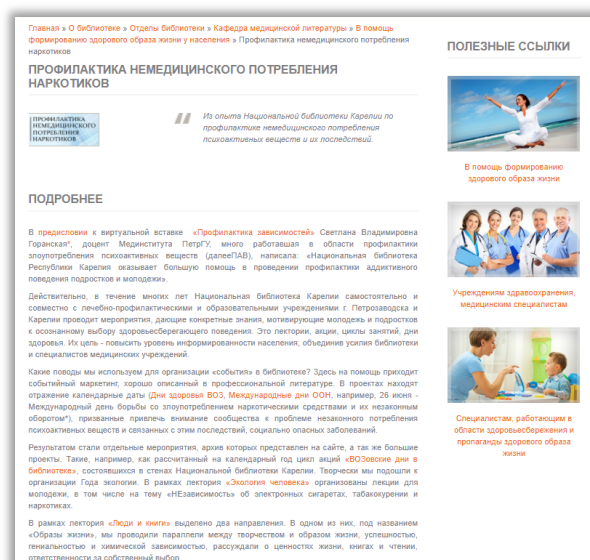 Главная » О библиотеке » Отделы библиотеки » Кафедра медицинской литературы » В помощь
формированию здорового образа жизни у населения » Профилактика немедицинского потребления
наркотиков
ПРОФИЛАКТИКА НЕМЕДИЦИНСКОГО ПОТРЕБЛЕНИЯ
НАРКОТИКОВ
ПРОФИЛАКТИКА
НЕМЕДИЦИНСКОГО
ПОТРЕБЛЕНИЯ
НАРКОТИКОВ
Из опыта Национальной библиотеки Карелии по
профилактике немедицинского потребления
психоактивных веществ и их последствий.
ПОДРОБНЕЕ
В предисловии к виртуальной вставке «Профилактика зависимостей» Светлана Владимировна
Горанская*, доцент Мединститута ПетрГУ, много работавшая в области профилактики
злоупотребления психоактивных веществ (далееПАВ), написала: «Национальная библиотека
Республики Карелия оказывает большую помощь в проведении профилактики аддиктивного
поведения подростков и молодежи».
Действительно, в течение многих лет Национальная библиотека Карелии самостоятельно и
совместно с лечебно-профилактическими и образовательными учреждениями г. Петрозаводска и
Карелии проводит мероприятия, дающие конкретные знания, мотивирующие молодежь и подростков
к осознанному выбору здоровьесберегающего поведения. Это лектории, акции, циклы занятий, дни
здоровья. Их цель - повысить уровень информированности населения, объединив усилия библиотеки
и специалистов медицинских учреждений.
Какие поводы мы используем для организации «события» в библиотеке? Здесь на помощь приходит
событийный маркетинг, хорошо описанный в профессиональной литературе. В проектах находят
отражение календарные даты (Дни здоровья ВОЗ, Международные дни ООН, например, 26 июня -
Международный день борьбы со злоупотреблением наркотическими средствами и их незаконным
оборотом"), призванные привлечь внимание сообщества к проблеме незаконного потребления
психоактивных веществ и связанных с этим последствий, социально опасных заболеваний.
Результатом стали отдельные мероприятия, архив которых представлен на сайте, а так же большие
проекты. Такие, например, как рассчитанный на календарный год цикл акций «ВОЗовские дни в
библиотеке», состоявшихся в стенах Национальной библиотеки Карелии. Творчески мы подошли к
организации Года экологии. В рамках лектория «Экология человека» организованы лекции для
молодежи, в том числе на тему «НЕзависимость» об электронных сигаретах, табакокурении и
наркотиках.
В рамках лектория «Люди и книги» выделено два направления. В одном из них, под названием
«Образы жизни», мы проводили параллели между творчеством и образом жизни, успешностью,
гениальностью и химической зависимостью, рассуждали о ценностях жизни, книгах и чтении,
ответственности за собственный выбор.
ПОЛЕЗНЫЕ ССЫЛКИ
В помощь формированию
здорового образа жизни
Учреждениям здравоохранения,
медицинским специалистам
Специалистам, работающим в
области здоровьесбережения и
пропаганды здорового образа
жизни